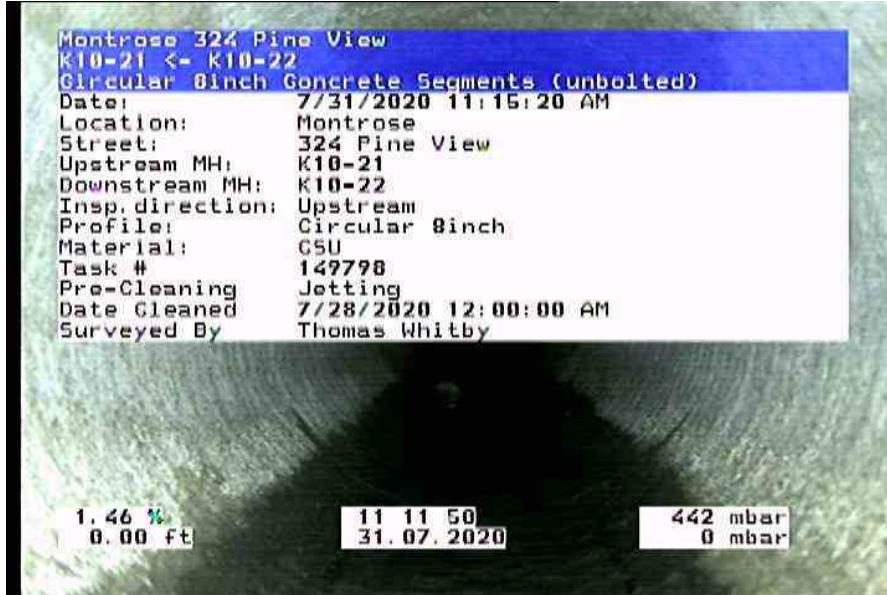 Montrose 324 Pine View
K10-21 <- K10-22
Circular 8inch Concrete Segments (unbolted)
Date: 7/31/2020 11:15:20 AM
Location: Montrose
Street: 324 Pine View
Upstream MH: K10-21
Downstream MH: K10-22
Insp.direction: Upstream
Profile: Circular 8inch
Material: CSU
Task # 149798
Pre-Cleaning Jetting
Date Cleaned 7/28/2020 12:00:00 AM
Surveyed By Thomas Whitby
1.46 % 11 11 50 442 mbar
0.00 ft 31.07.2020 0 mbar